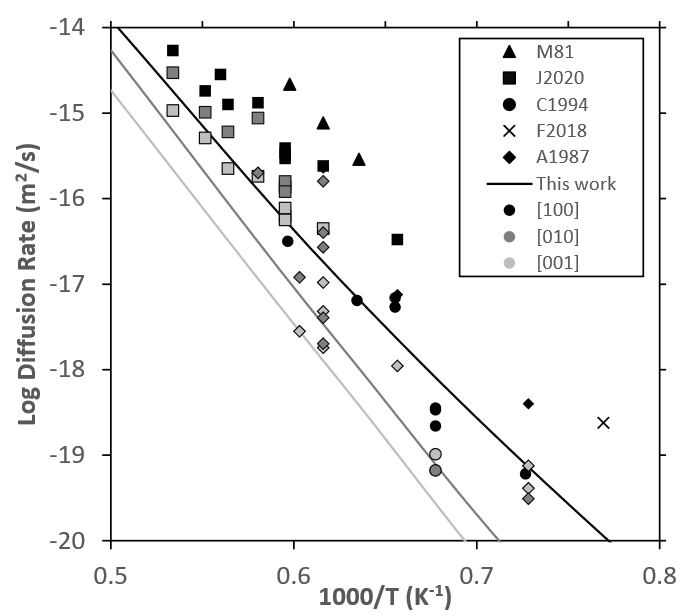 -14
-15
-16
-17
-18
-19
-20
Log Diffusion Rate (m²/s)
M81
J2020
C1994
F2018
A1987
This work
[100]
[010]
[001]
0.5 0.6 0.7 0.8
1000/T (K⁻¹)